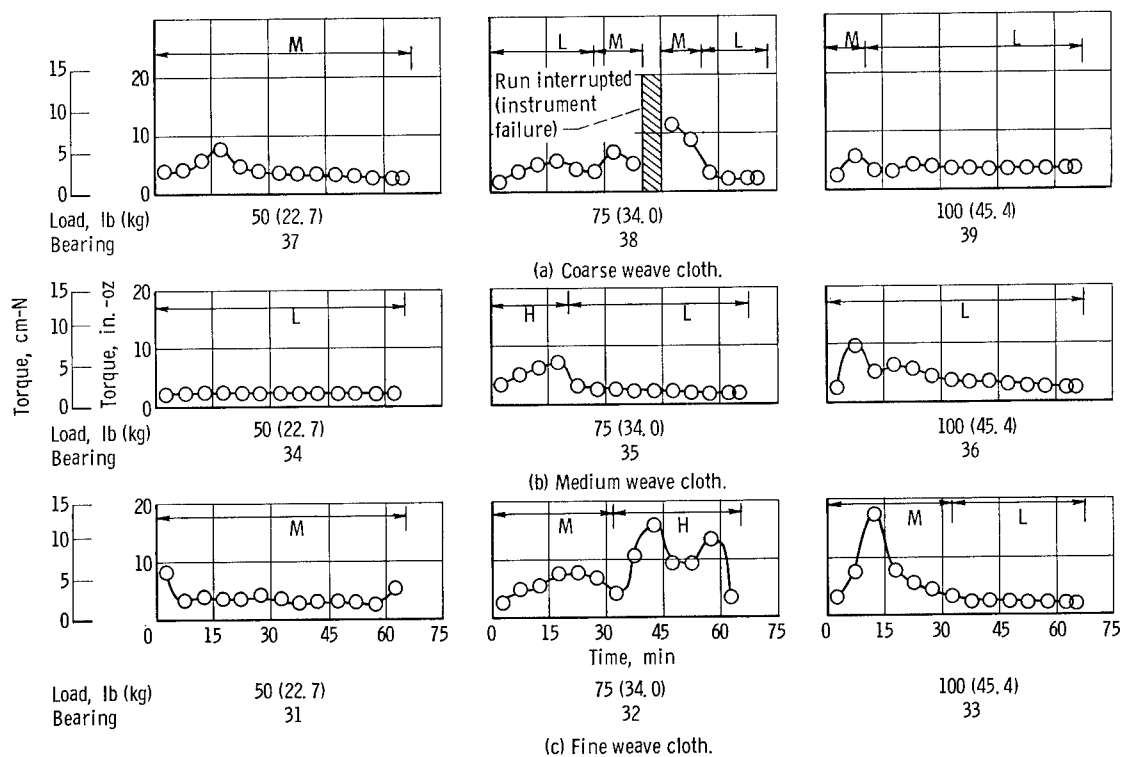 M
L M M L
M L
15
10
5
0
20
10
0
Run interrupted
(instrument
failure)
Load, lb (kg) 50 (22.7) 75 (34.0) 100 (45.4)
Bearing 37 38 39
(a) Coarse weave cloth.
Torque, cm-N
Torque, in.-oz
15
10
5
0
20
10
0
L
H L
L
Load, lb (kg) 50 (22.7) 75 (34.0) 100 (45.4)
Bearing 34 35 36
(b) Medium weave cloth.
15
10
5
0
20
10
M
M H
M L
0 15 30 45 60 75 0 15 30 45 60 75 0 15 30 45 60 75
Time, min
Load, lb (kg) 50 (22.7) 75 (34.0) 100 (45.4)
Bearing 31 32 33
(c) Fine weave cloth.